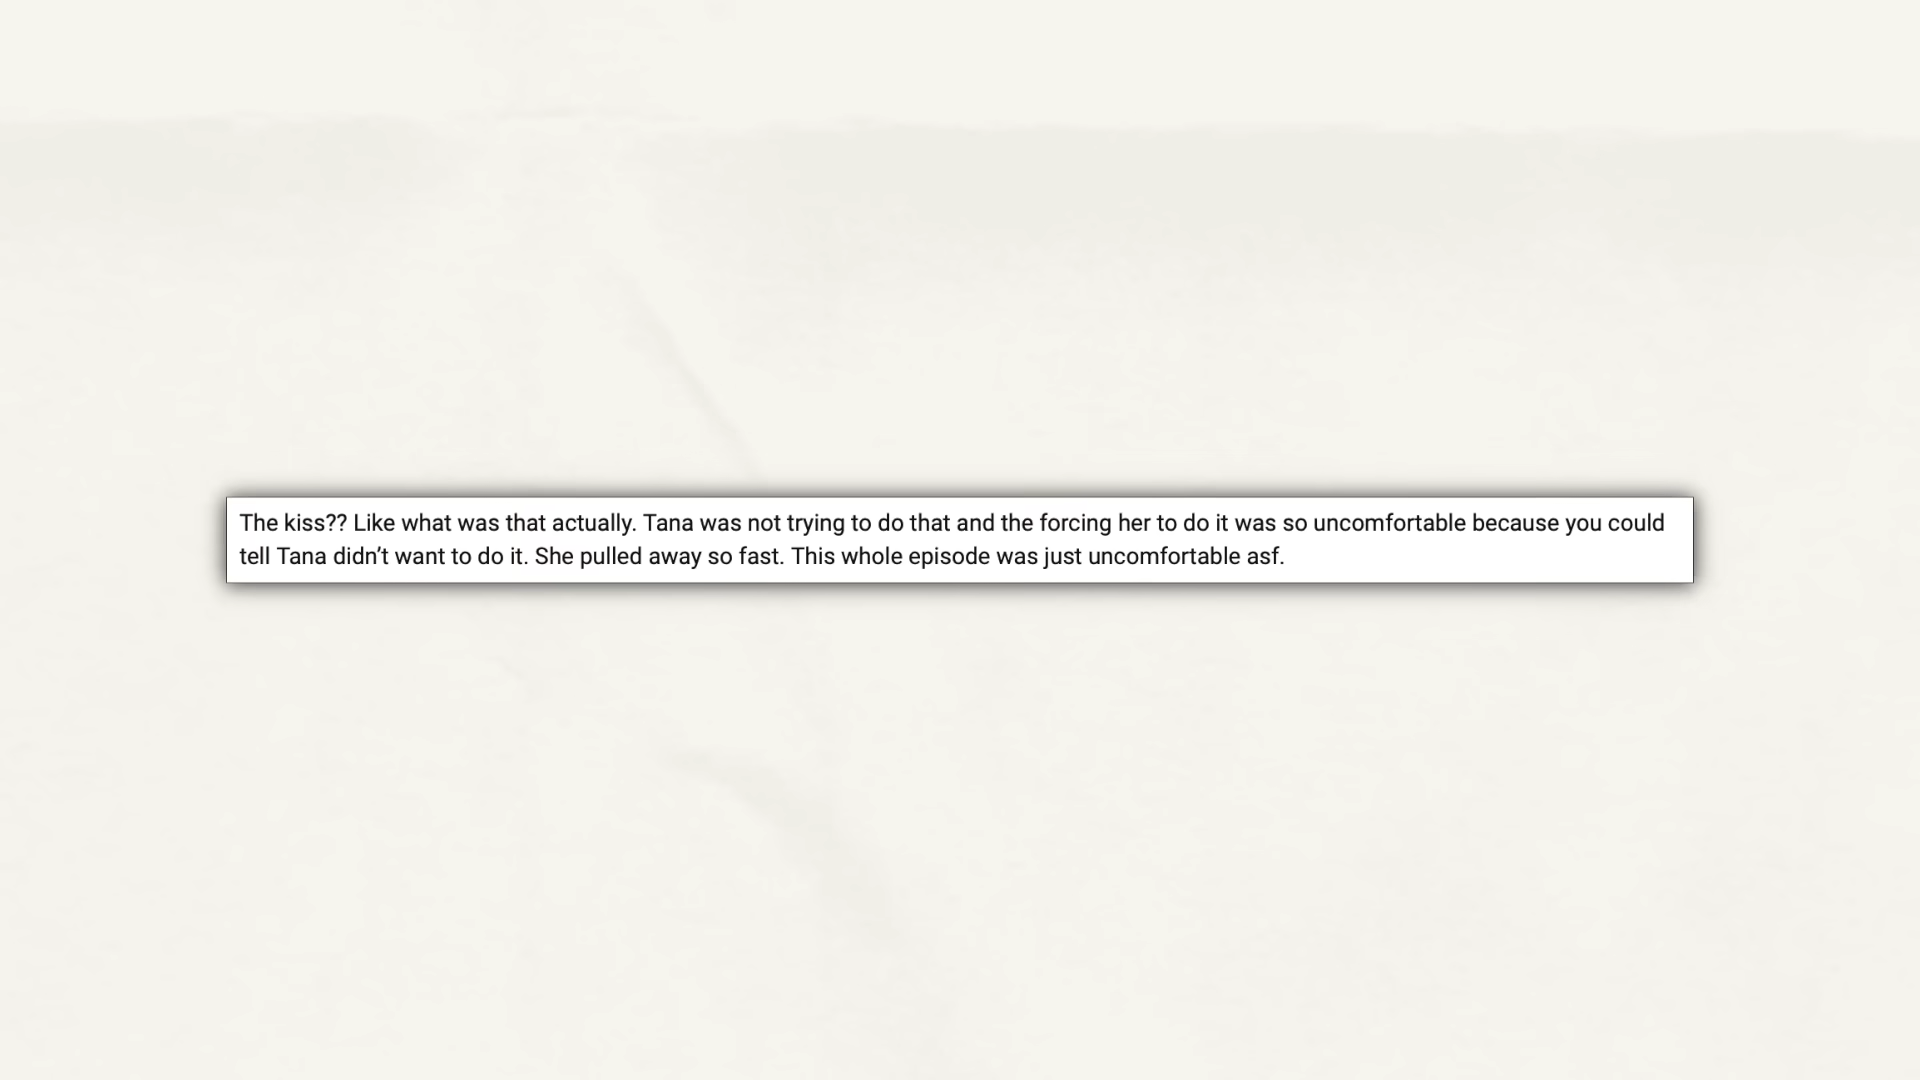 The kiss?? Like what was that actually. Tana was not trying to do that and the forcing her to do it was so uncomfortable because you could
tell Tana didn’t want to do it. She pulled away so fast. This whole episode was just uncomfortable asf.